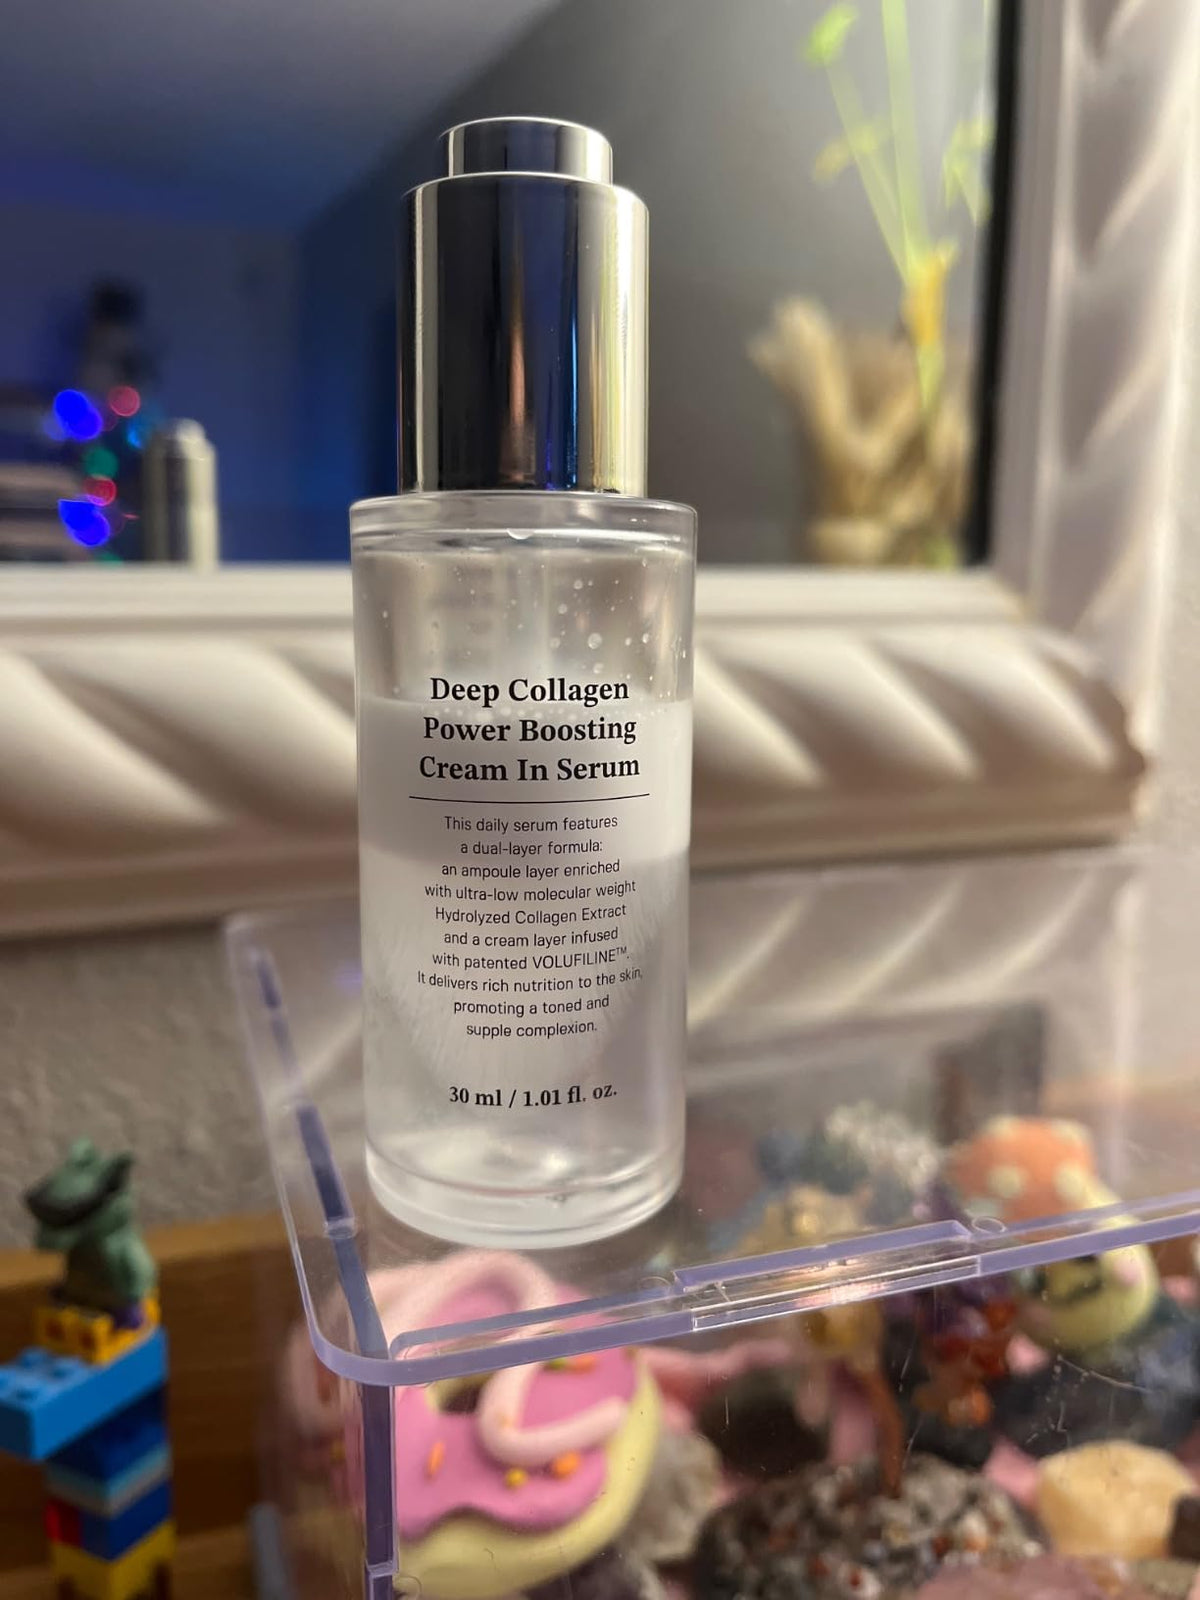 Deep Collagen
Power Boosting
Cream In Serum
This daily serum features
a dual-layer formula:
an ampoule layer enriched
with ultra-low molecular weight
Hydrolyzed Collagen Extract
and a cream layer infused
with patented VOLUFILINE™.
It delivers rich nutrition to the skin,
promoting a toned and
supple complexion.
30 ml / 1.01 fl. oz.